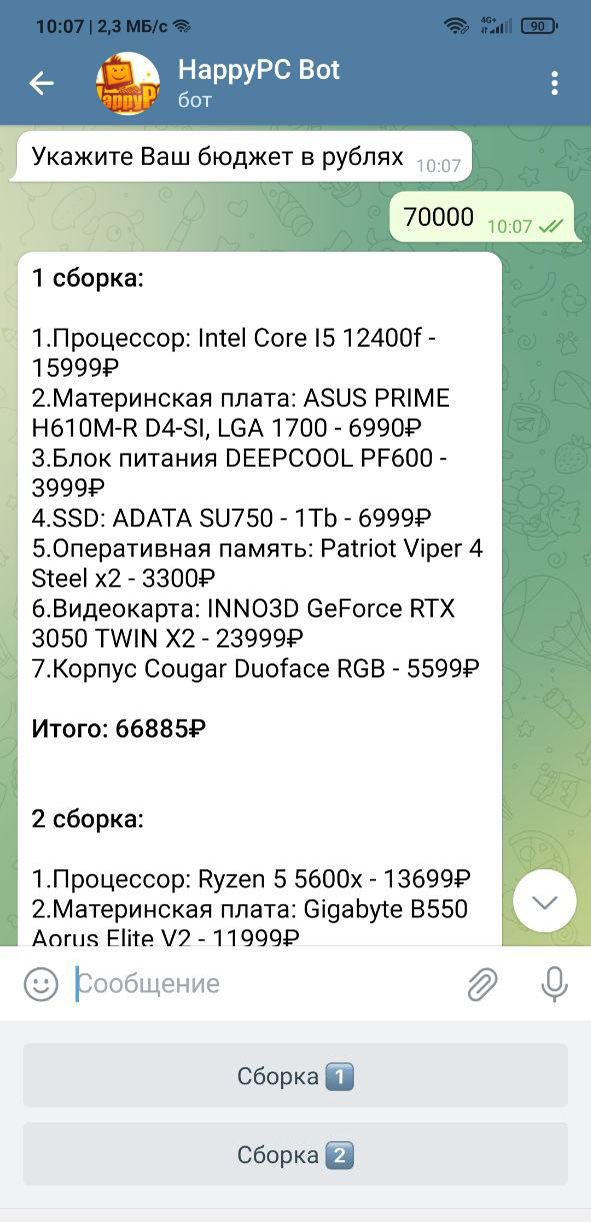 10:07 | 2,3 МБ/с
4G+
90
HappyPC Bot
бот
Укажите Ваш бюджет в рублях 10:07
70000 10:07
1 сборка:
1.Процессор: Intel Core I5 12400f -
15999₽
2.Материнская плата: ASUS PRIME
H610M-R D4-SI, LGA 1700 - 6990₽
3.Блок питания DEEPCOOL PF600 -
3999₽
4.SSD: ADATA SU750 - 1Tb - 6999₽
5.Оперативная память: Patriot Viper 4
Steel x2 - 3300₽
6.Видеокарта: INNO3D GeForce RTX
3050 TWIN X2 - 23999₽
7.Корпус Cougar Duoface RGB - 5599₽
Итого: 66885₽
2 сборка:
1.Процессор: Ryzen 5 5600x - 13699₽
2.Материнская плата: Gigabyte B550
Aorus Elite V2 - 11999₽
Сообщение
Сборка 1
Сборка 2